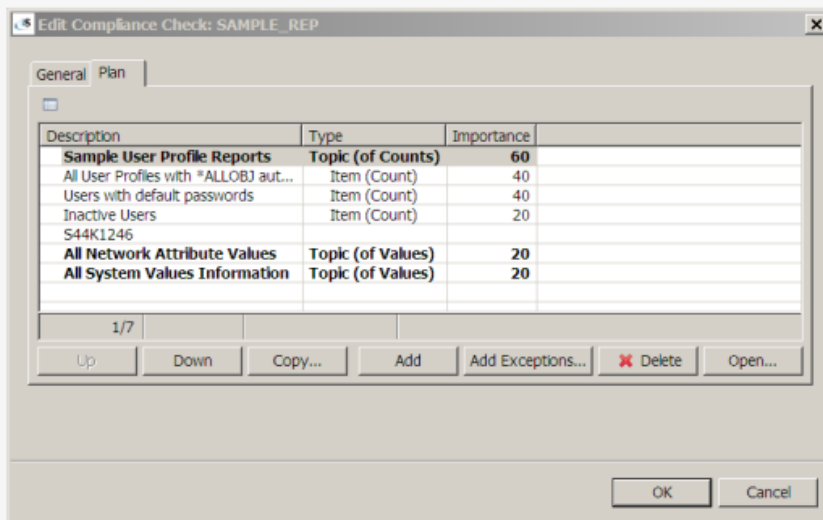 Edit Compliance Check: SAMPLE_REP
General Plan
Description Type Importance
Sample User Profile Reports Topic (of Counts) 60
All User Profiles with *ALLOBJ aut... Item (Count) 40
Users with default passwords Item (Count) 40
Inactive Users Item (Count) 20
S44K1246
All Network Attribute Values Topic (of Values) 20
All System Values Information Topic (of Values) 20
1/7
Up Down Copy... Add Add Exceptions... Delete Open...
OK Cancel